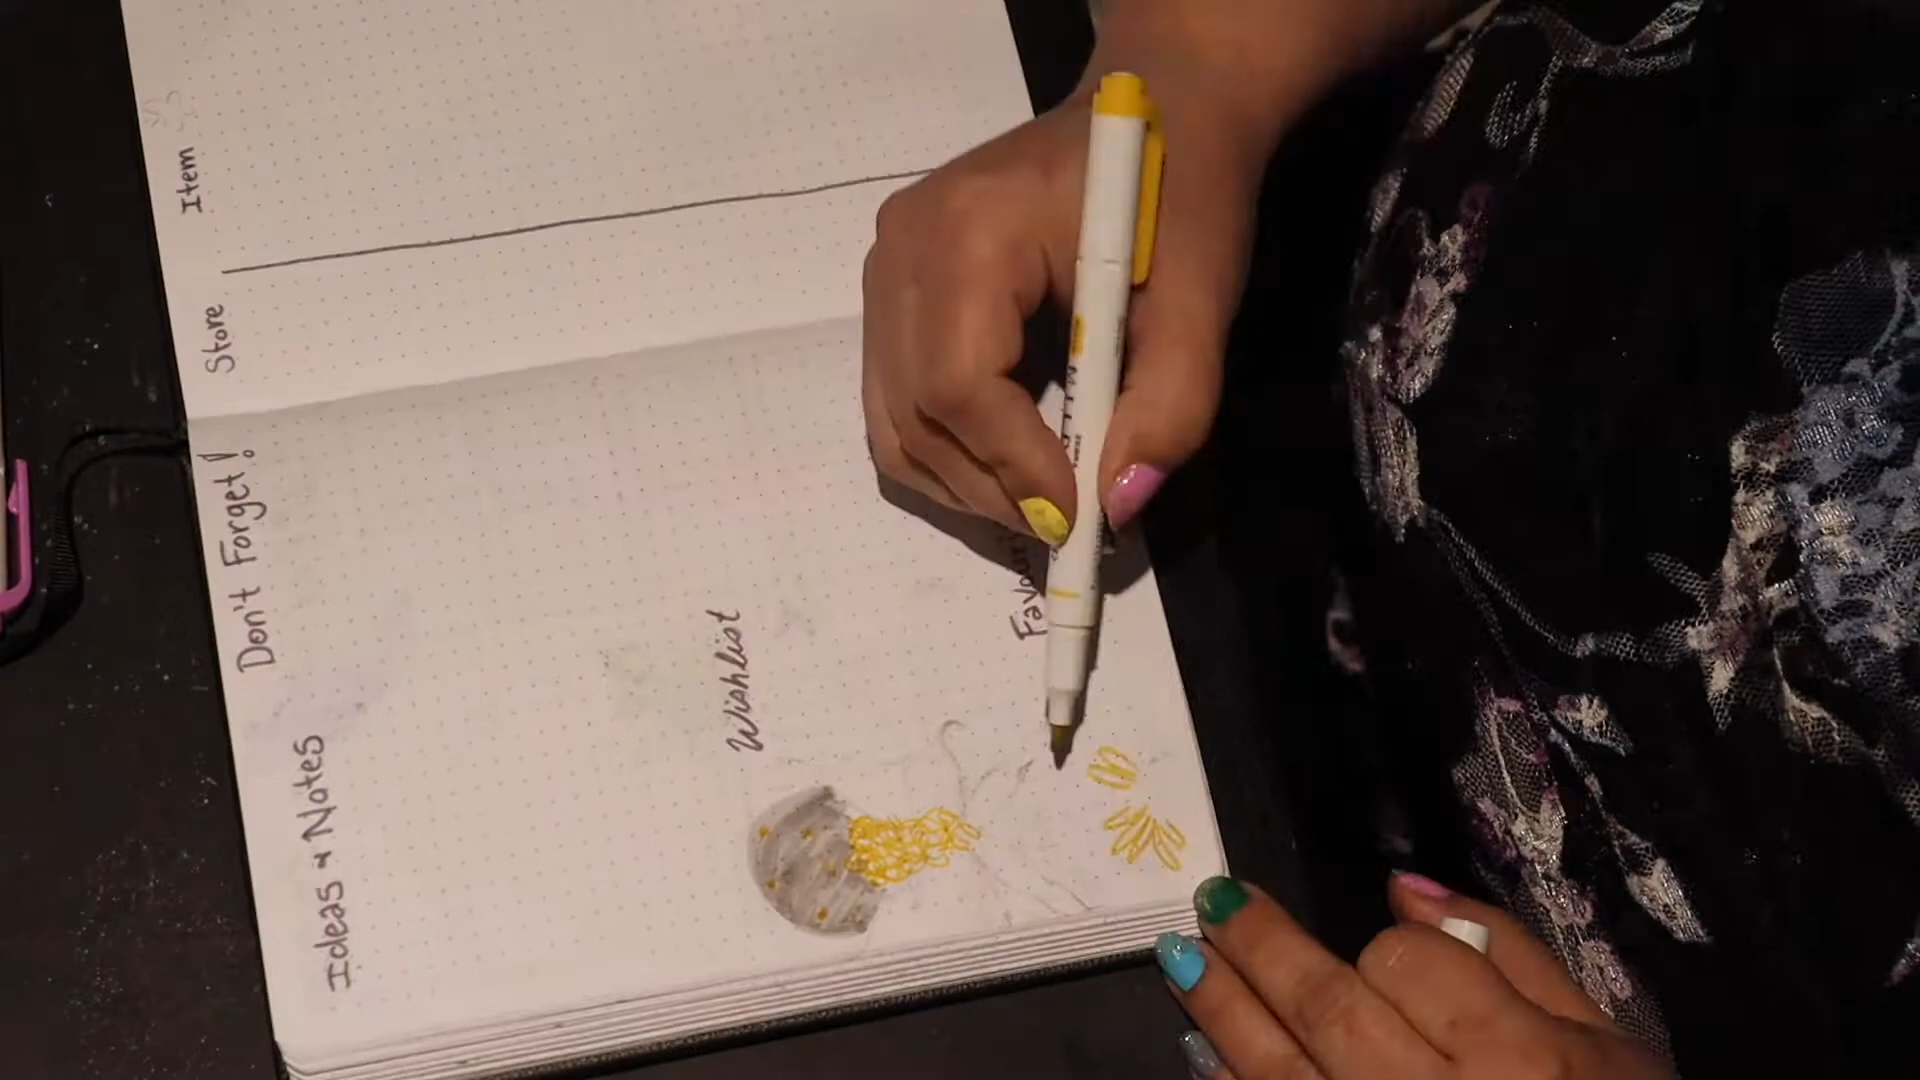 Ideas & Notes
Don't Forget!
Store
Item
Wishlist